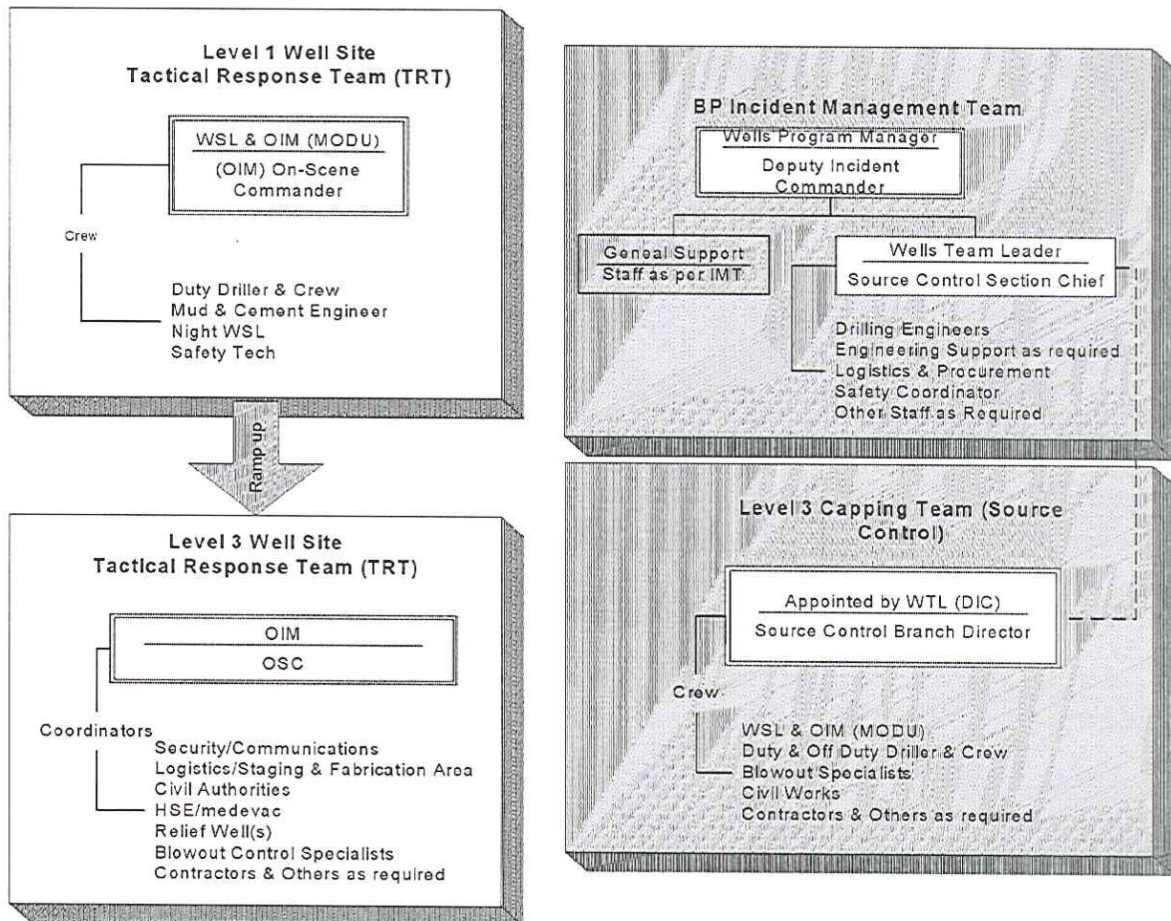 Level 1 Well Site
Tactical Response Team (TRT)
WSL & OIM (MODU)
(OIM) On-Scene
Commander
Crew
Duty Driller & Crew
Mud & Cement Engineer
Night WSL
Safety Tech
Ramp up
Level 3 Well Site
Tactical Response Team (TRT)
OIM
OSC
Coordinators
Security/Communications
Logistics/Staging & Fabrication Area
Civil Authorities
HSE/medevac
Relief Well(s)
Blowout Control Specialists
Contractors & Others as required
BP Incident Management Team
Wells Program Manager
Deputy Incident
Commander
Geneal Support
Staff as per IMT
Wells Team Leader
Source Control Section Chief
Drilling Engineers
Engineering Support as required
Logistics & Procurement
Safety Coordinator
Other Staff as Required
Level 3 Capping Team (Source
Control)
Appointed by WTL (DIC)
Source Control Branch Director
Crew
WSL & OIM (MODU)
Duty & Off Duty Driller & Crew
Blowout Specialists
Civil Works
Contractors & Others as required